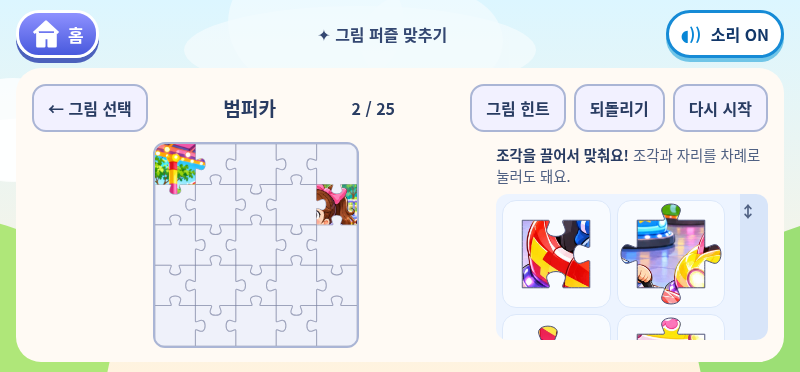 홈
✦ 그림 퍼즐 맞추기
소리 ON
← 그림 선택
범퍼카
2 / 25
그림 힌트
되돌리기
다시 시작
조각을 끌어서 맞춰요! 조각과 자리를 차례로
눌러도 돼요.